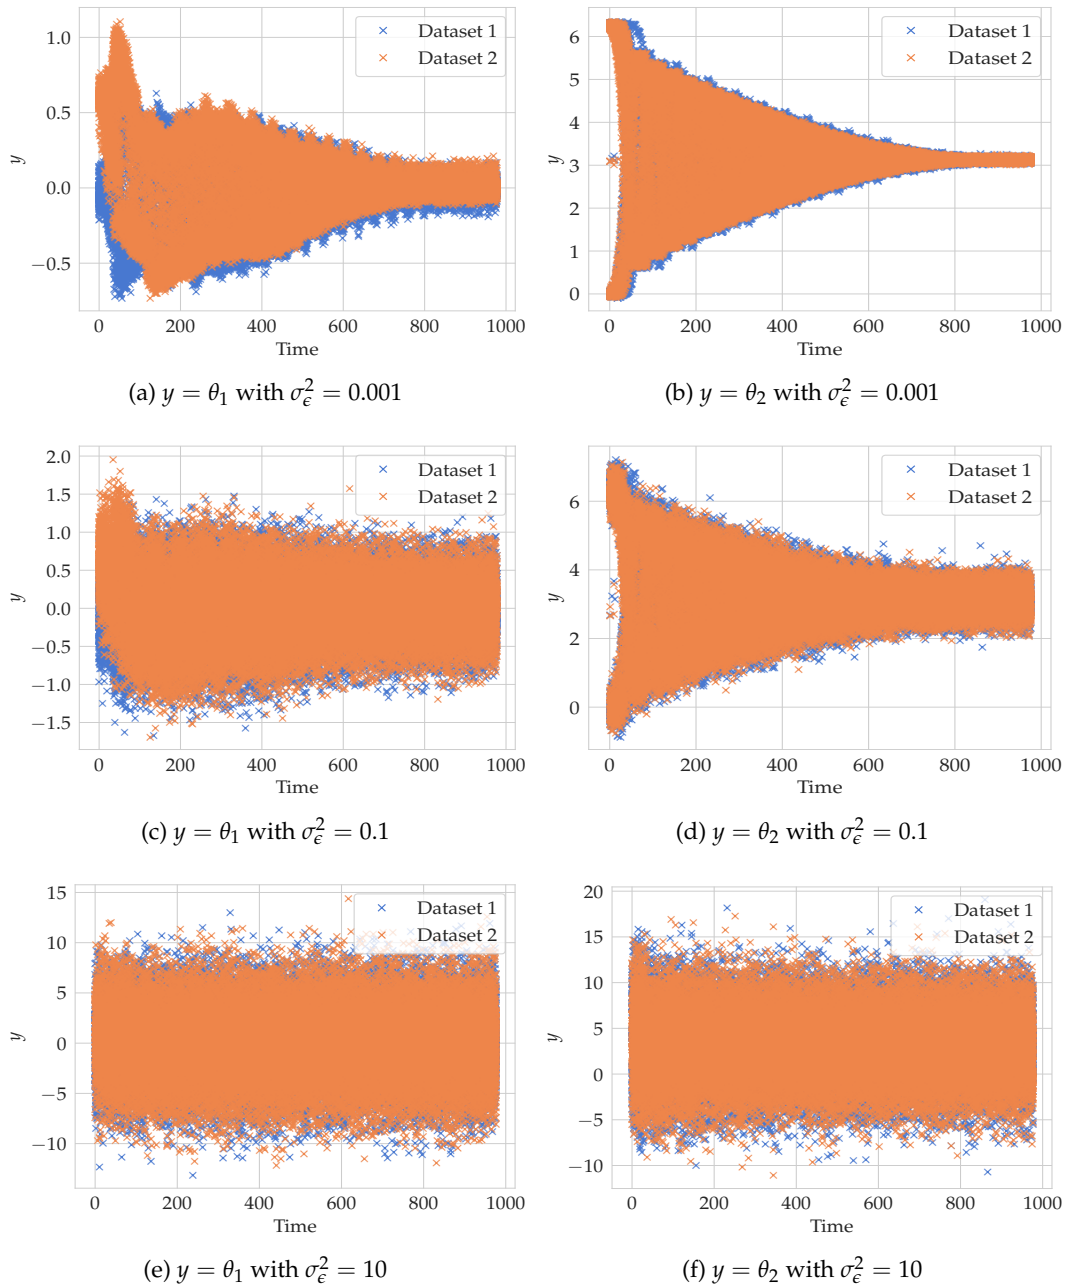 Dataset 1
Dataset 2
1.0
0.5
0.0
−0.5
y
0 200 400 600 800 1000
Time
(a) y = θ₁ with σ²_ϵ = 0.001
Dataset 1
Dataset 2
6
5
4
3
2
1
0
y
0 200 400 600 800 1000
Time
(b) y = θ₂ with σ²_ϵ = 0.001
Dataset 1
Dataset 2
2.0
1.5
1.0
0.5
0.0
−0.5
−1.0
−1.5
y
0 200 400 600 800 1000
Time
(c) y = θ₁ with σ²_ϵ = 0.1
Dataset 1
Dataset 2
6
4
2
0
y
0 200 400 600 800 1000
Time
(d) y = θ₂ with σ²_ϵ = 0.1
Dataset 1
Dataset 2
15
10
5
0
−5
−10
y
0 200 400 600 800 1000
Time
(e) y = θ₁ with σ²_ϵ = 10
Dataset 1
Dataset 2
20
15
10
5
0
−5
−10
y
0 200 400 600 800 1000
Time
(f) y = θ₂ with σ²_ϵ = 10